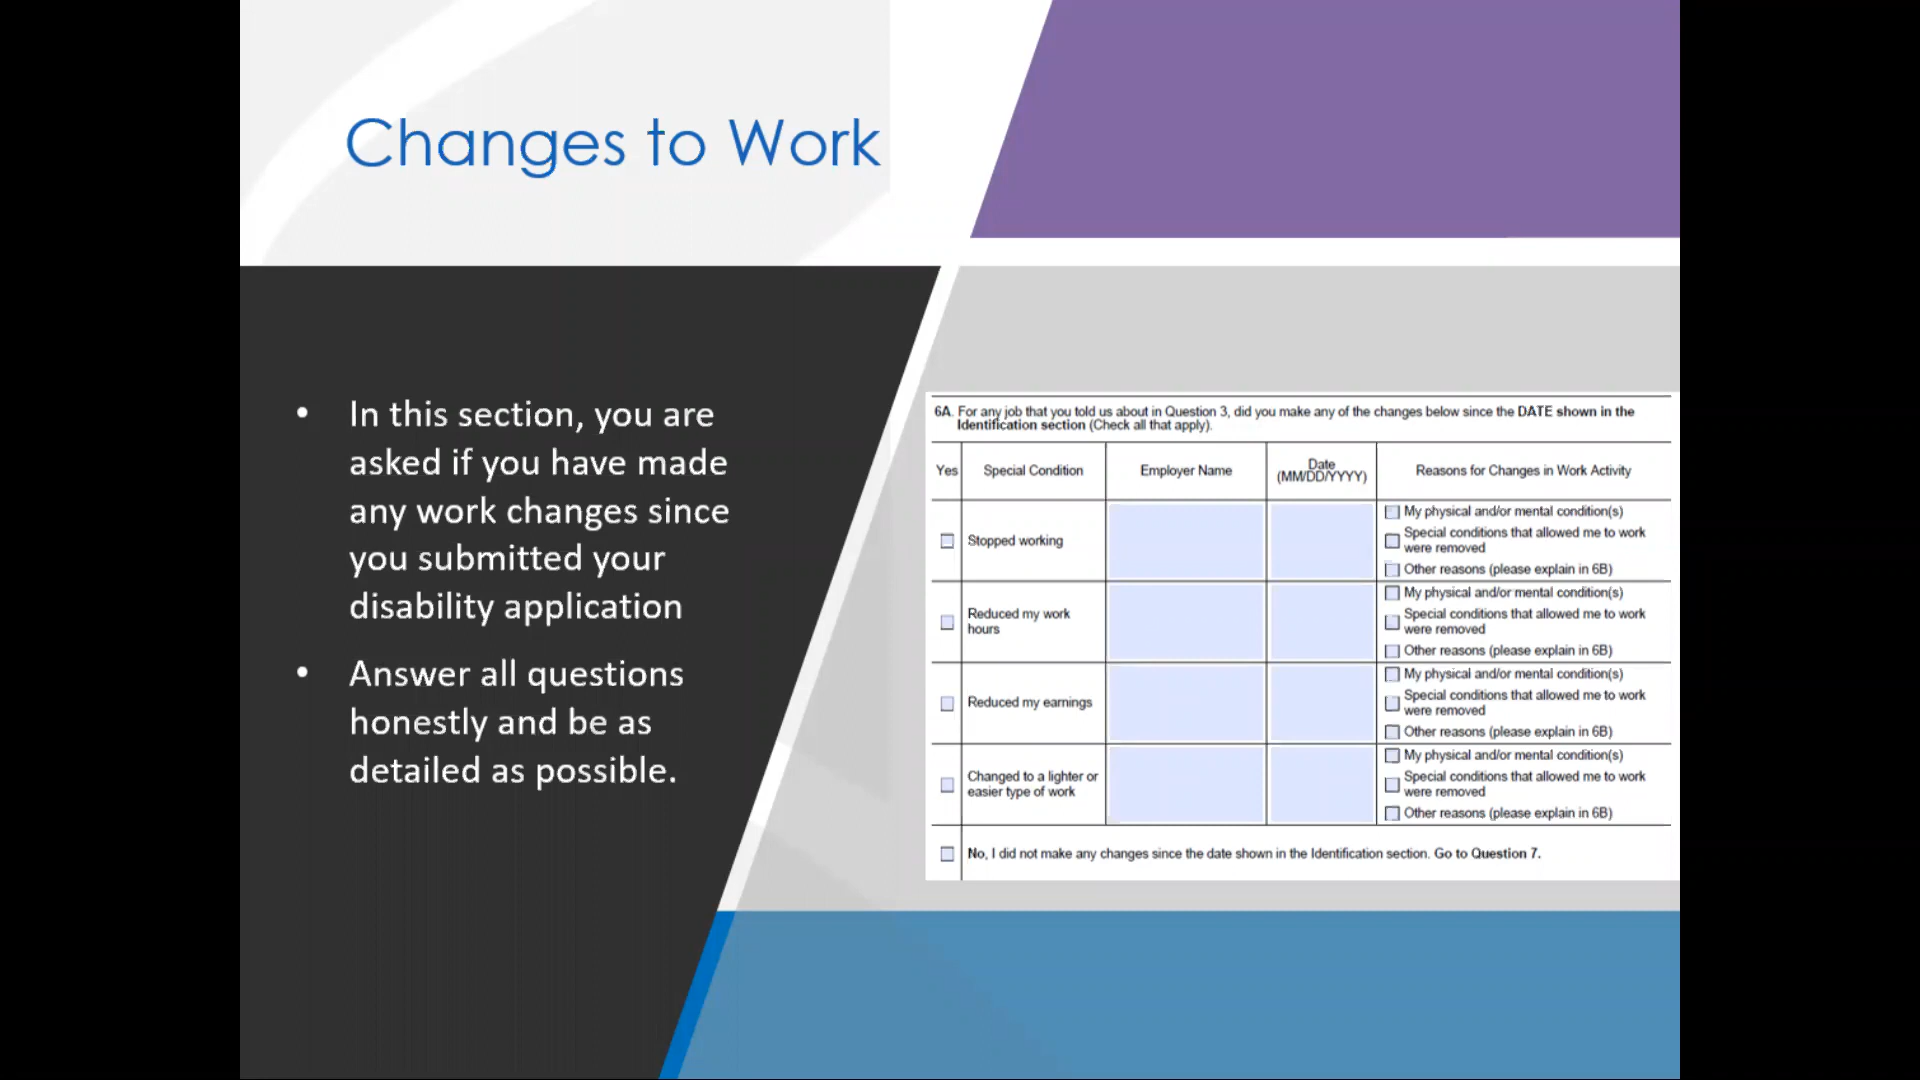 Changes to Work
• In this section, you are
asked if you have made
any work changes since
you submitted your
disability application
• Answer all questions
honestly and be as
detailed as possible.
6A. For any job that you told us about in Question 3, did you make any of the changes below since the DATE shown in the
Identification section (Check all that apply).
Yes Special Condition Employer Name Date (MM/DD/YYYY) Reasons for Changes in Work Activity
Stopped working
My physical and/or mental condition(s)
Special conditions that allowed me to work
were removed
Other reasons (please explain in 6B)
Reduced my work
hours
My physical and/or mental condition(s)
Special conditions that allowed me to work
were removed
Other reasons (please explain in 6B)
Reduced my earnings
My physical and/or mental condition(s)
Special conditions that allowed me to work
were removed
Other reasons (please explain in 6B)
Changed to a lighter or
easier type of work
My physical and/or mental condition(s)
Special conditions that allowed me to work
were removed
Other reasons (please explain in 6B)
No, I did not make any changes since the date shown in the Identification section. Go to Question 7.